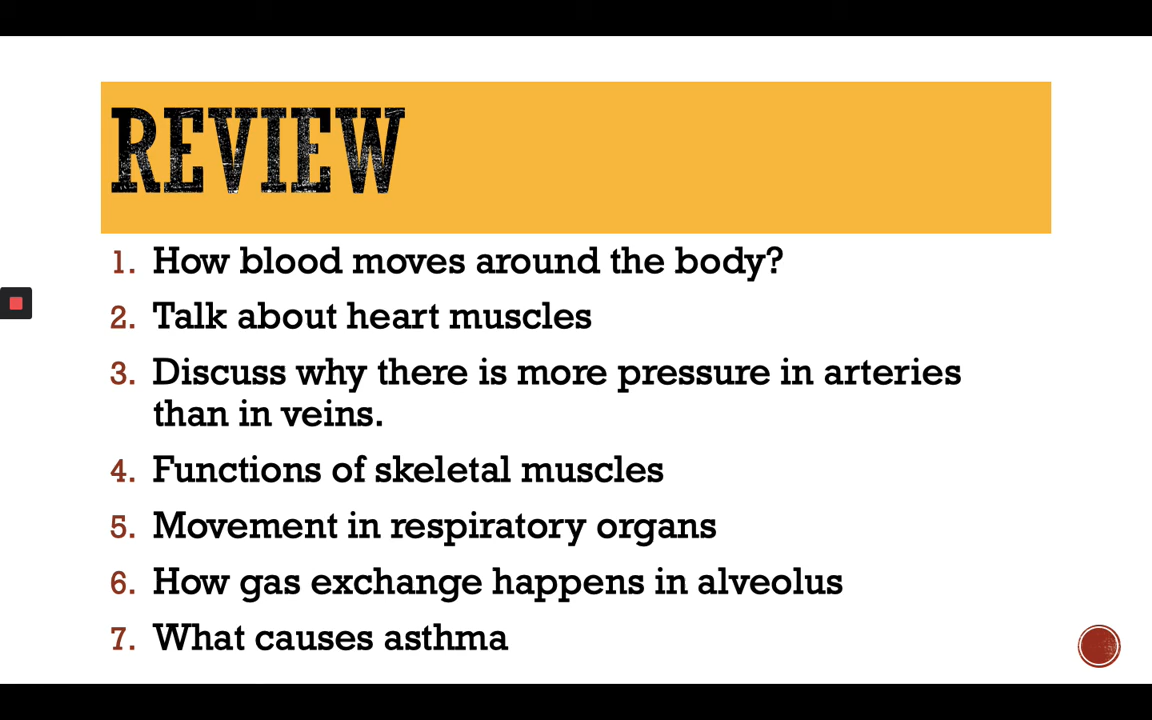 REVIEW
1. How blood moves around the body?
2. Talk about heart muscles
3. Discuss why there is more pressure in arteries
than in veins.
4. Functions of skeletal muscles
5. Movement in respiratory organs
6. How gas exchange happens in alveolus
7. What causes asthma